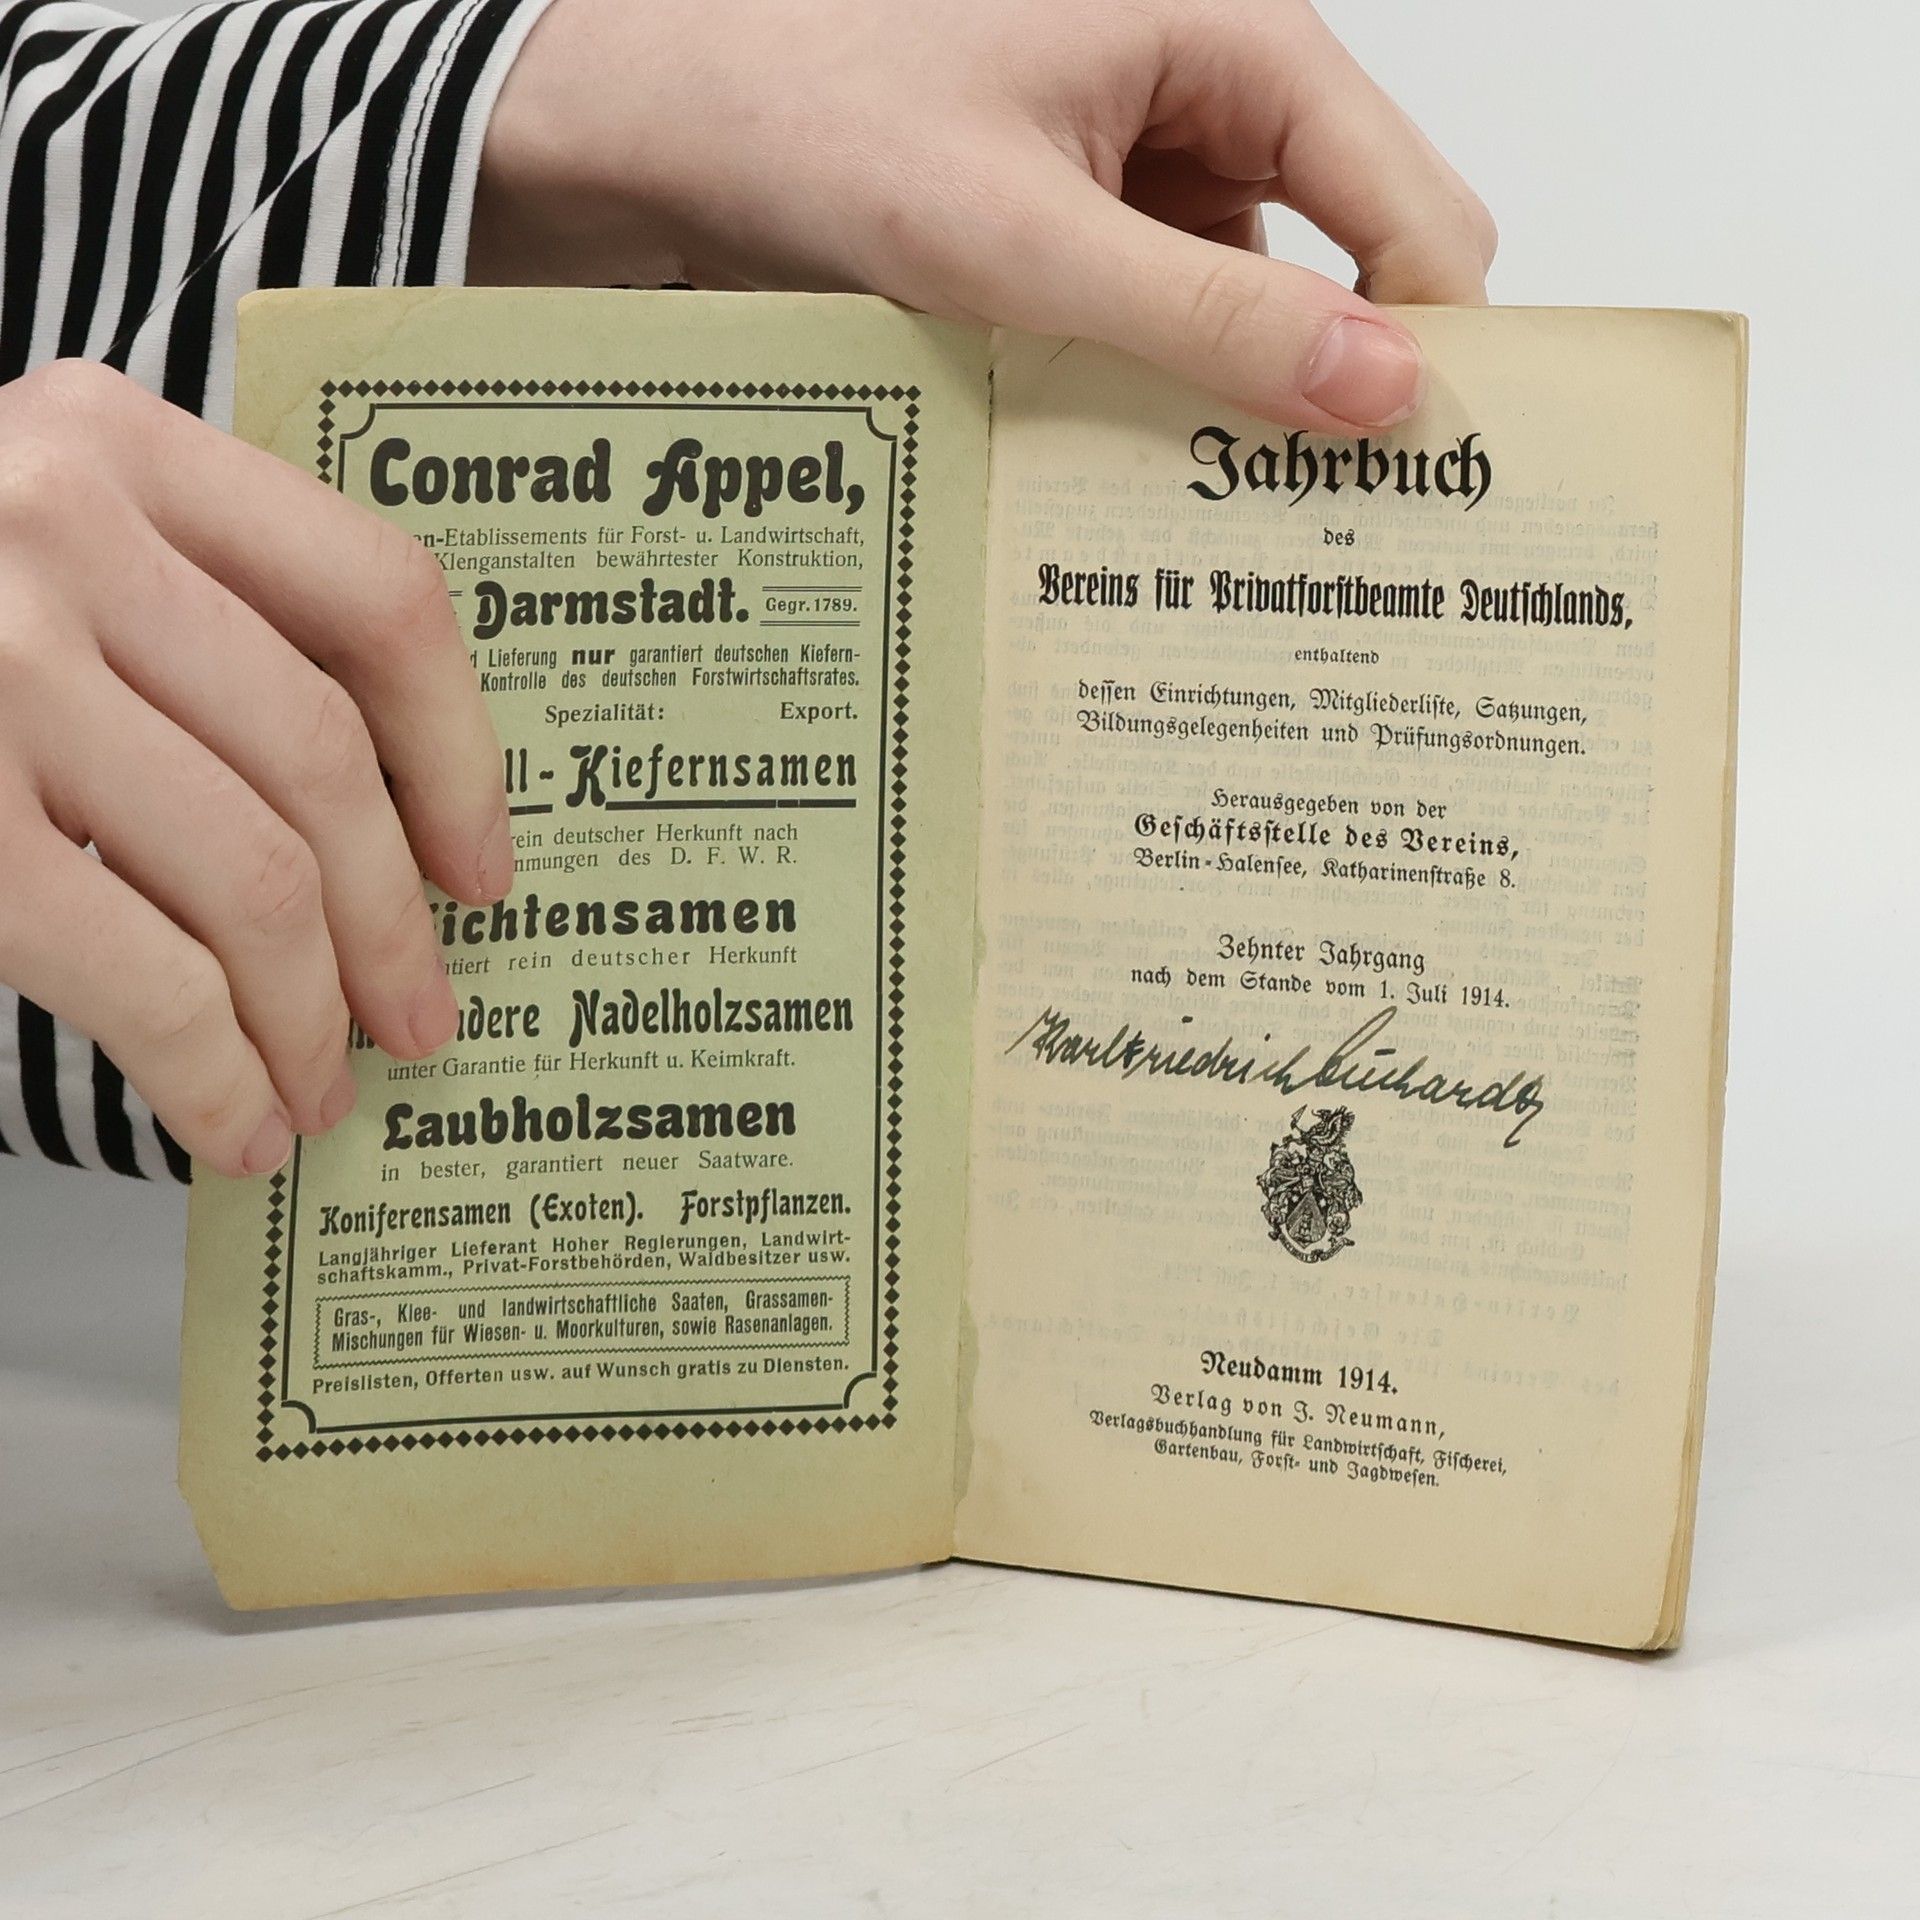 Conrad Appel,
Etablissements für Forst- u. Landwirtschaft,
Klenganstalten bewährtester Konstruktion,
Darmstadt. Gegr. 1789.
Lieferung nur garantiert deutschen Kiefern-
Kontrolle des deutschen Forstwirtschaftsrates.
Spezialität: Export.
Kiefernsamen
rein deutscher Herkunft nach
des D. F. W. R.
ichtensamen
rein deutscher Herkunft
Nadelholzsamen
unter Garantie für Herkunft u. Keimkraft.
Laubholzsamen
in bester, garantiert neuer Saatware.
Koniferensamen (Exoten). Forstpflanzen.
Langjähriger Lieferant Hoher Regierungen, Landwirt-
schaftskamm., Privat-Forstbehörden, Waldbesitzer usw.
Gras-, Klee- und landwirtschaftliche Saaten, Grassamen-
Mischungen für Wiesen- u. Moorkulturen, sowie Rasenanlagen.
Preislisten, Offerten usw. auf Wunsch gratis zu Diensten.
Jahrbuch
des
Vereins für Privatforstbeamte Deutschlands,
enthaltend
dessen Einrichtungen, Mitgliederliste, Satzungen,
Bildungsgelegenheiten und Prüfungsordnungen.
Herausgegeben von der
Geschäftsstelle des Vereins,
Berlin-Halensee, Katharinenstraße 8.
Zehnter Jahrgang
nach dem Stande vom 1. Juli 1914.
Karl Friedrich
Neudamm 1914.
Verlag von J. Neumann,
Verlagsbuchhandlung für Landwirtschaft, Fischerei,
Gartenbau, Forst- und Jagdwesen.